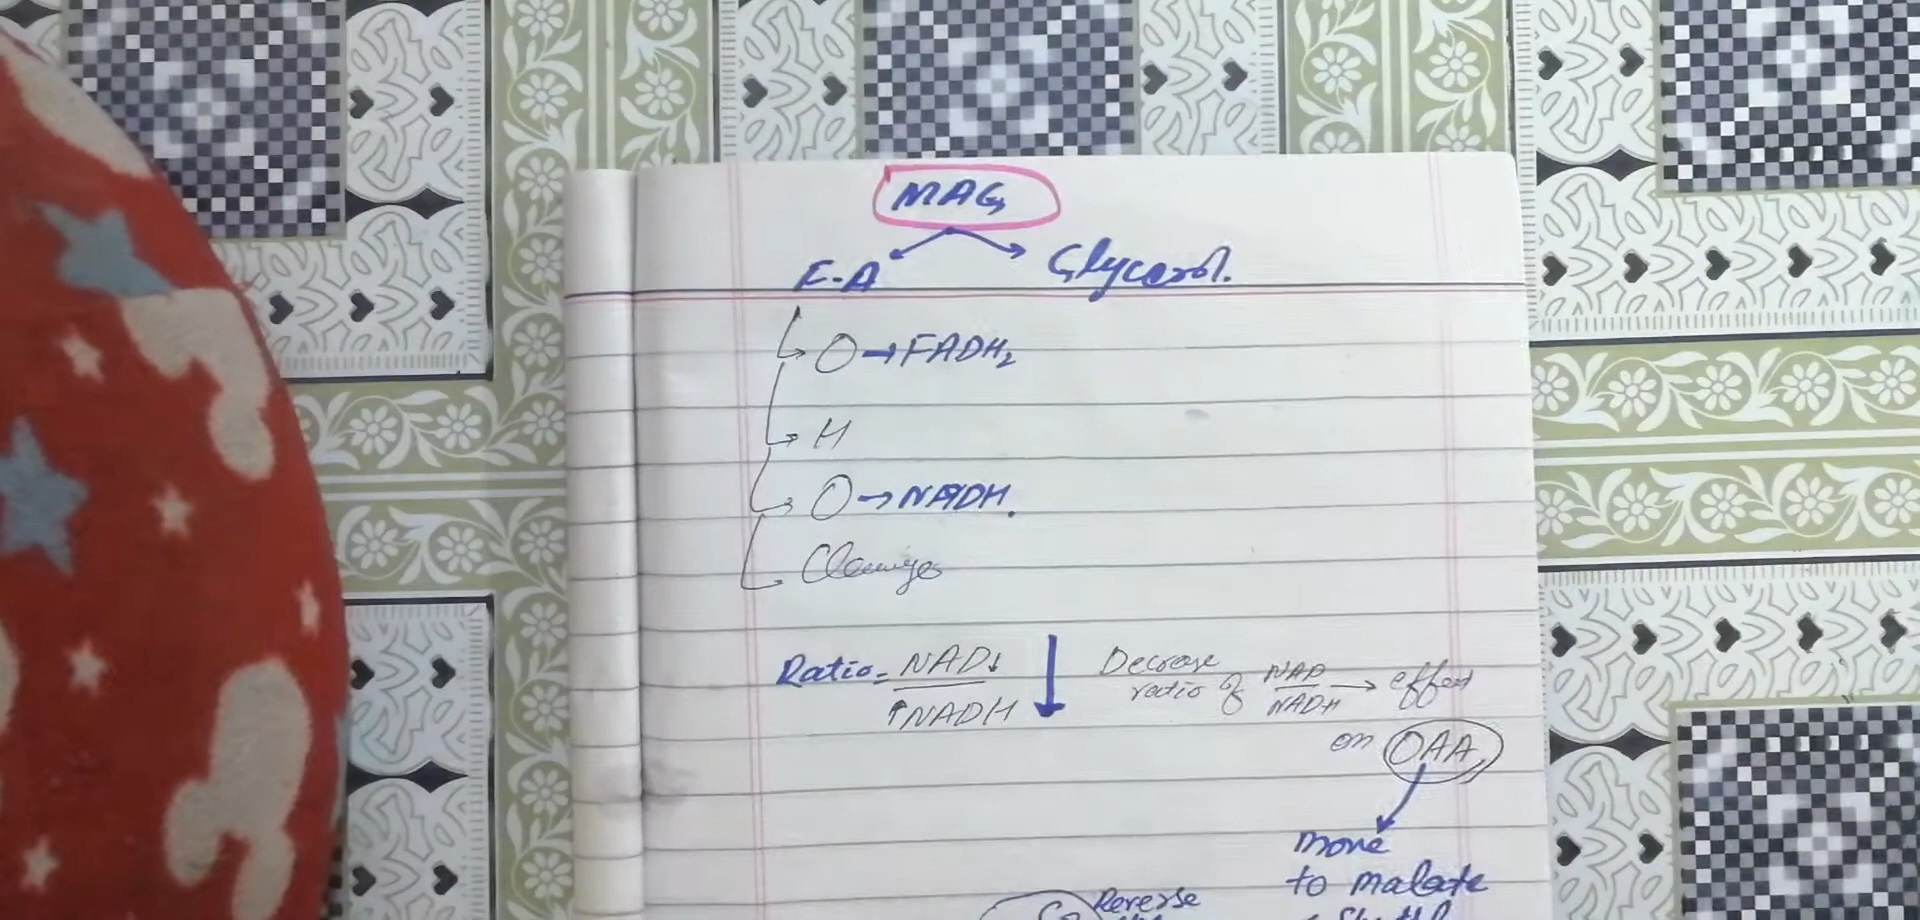 MAG
F-A Glycerol.
O → FADH₂
H
O → NADH.
Cleavage
Ratio = NAD↓ / ↑NADH ↓
Decrease
ratio of NAD / NADH → effect
on OAA
more
to malate
Reverse